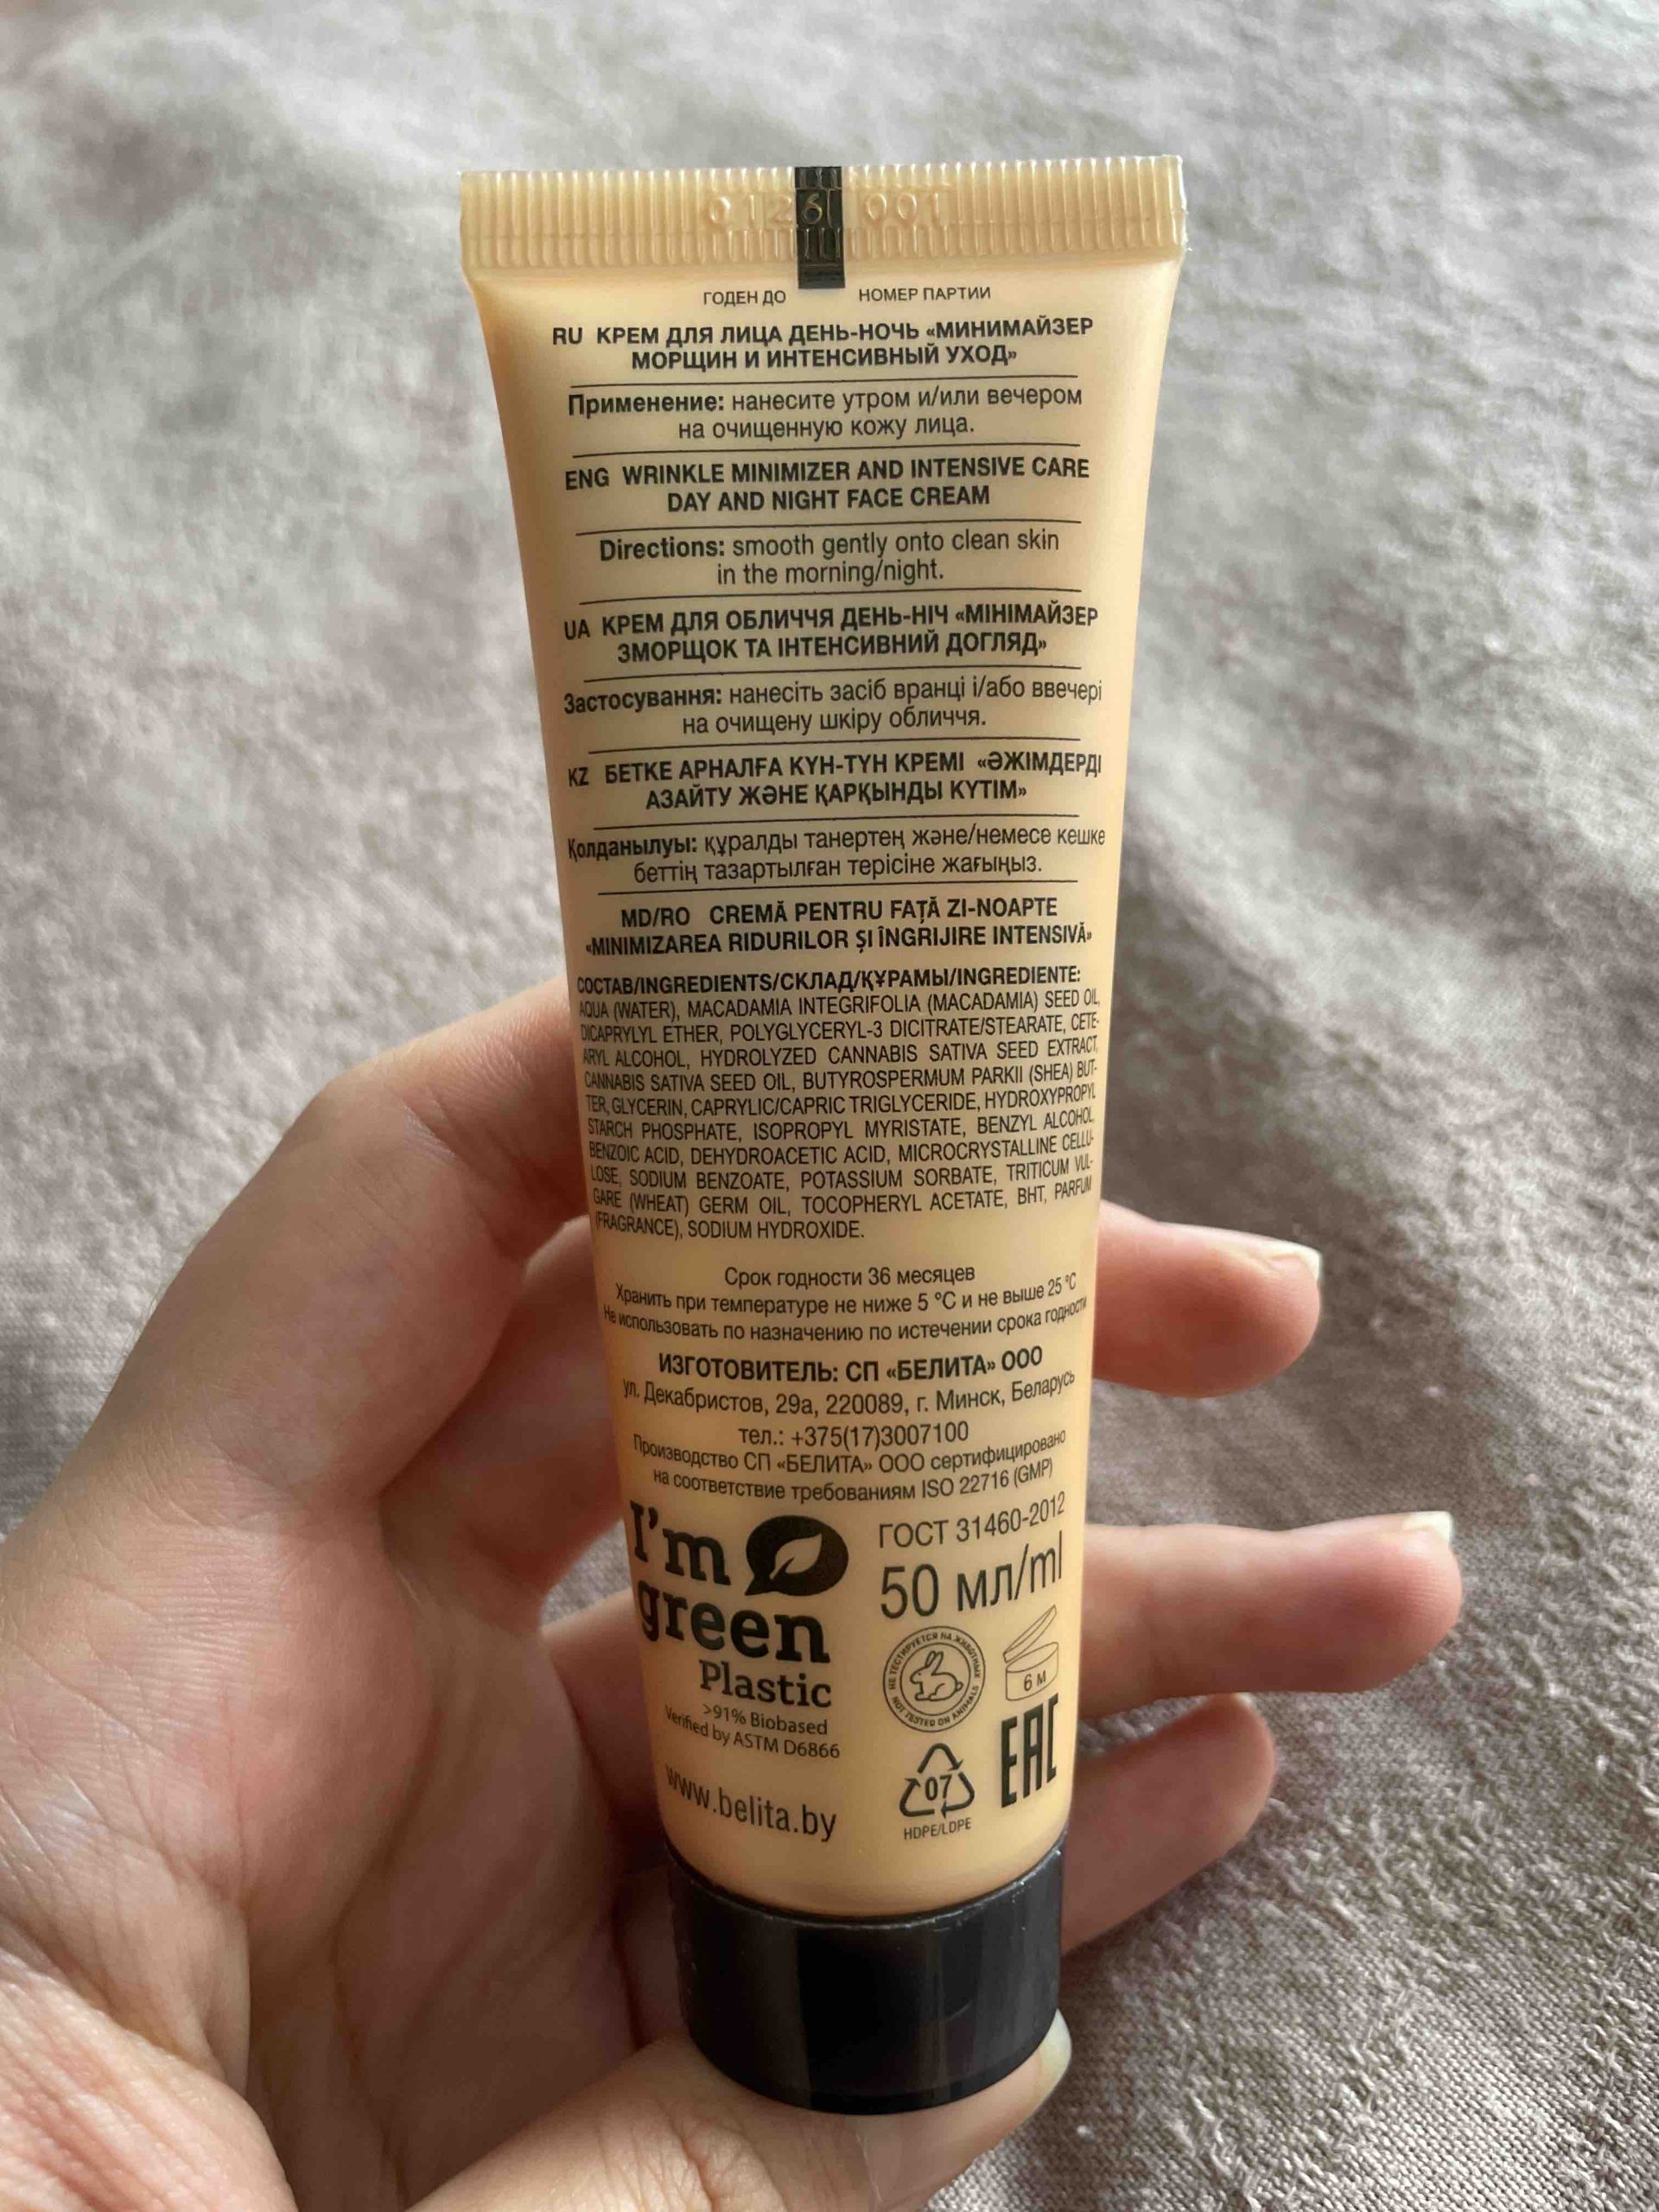 0126 001
ГОДЕН ДО НОМЕР ПАРТИИ
RU КРЕМ ДЛЯ ЛИЦА ДЕНЬ-НОЧЬ «МИНИМАЙЗЕР
МОРЩИН И ИНТЕНСИВНЫЙ УХОД»
Применение: нанесите утром и/или вечером
на очищенную кожу лица.
ENG WRINKLE MINIMIZER AND INTENSIVE CARE
DAY AND NIGHT FACE CREAM
Directions: smooth gently onto clean skin
in the morning/night.
UA КРЕМ ДЛЯ ОБЛИЧЧЯ ДЕНЬ-НІЧ «МІНІМАЙЗЕР
ЗМОРЩОК ТА ІНТЕНСИВНИЙ ДОГЛЯД»
Застосування: нанесіть засіб вранці і/або ввечері
на очищену шкіру обличчя.
KZ БЕТКЕ АРНАЛҒА КҮН-ТҮН КРЕМІ «ӘЖІМДЕРДІ
АЗАЙТУ ЖӘНЕ ҚАРҚЫНДЫ КҮТІМ»
Қолданылуы: құралды танертең және/немесе кешке
беттің тазартылған терісіне жағыңыз.
MD/RO CREMĂ PENTRU FAȚĂ ZI-NOAPTE
«MINIMIZAREA RIDURILOR ȘI ÎNGRIJIRE INTENSIVĂ»
СОСТАВ/INGREDIENTS/СКЛАД/ҚҰРАМЫ/INGREDIENTE:
AQUA (WATER), MACADAMIA INTEGRIFOLIA (MACADAMIA) SEED OIL,
DICAPRYLYL ETHER, POLYGLYCERYL-3 DICITRATE/STEARATE, CETE-
ARYL ALCOHOL, HYDROLYZED CANNABIS SATIVA SEED EXTRACT,
CANNABIS SATIVA SEED OIL, BUTYROSPERMUM PARKII (SHEA) BUT-
TER, GLYCERIN, CAPRYLIC/CAPRIC TRIGLYCERIDE, HYDROXYPROPYL
STARCH PHOSPHATE, ISOPROPYL MYRISTATE, BENZYL ALCOHOL,
BENZOIC ACID, DEHYDROACETIC ACID, MICROCRYSTALLINE CELLU-
LOSE, SODIUM BENZOATE, POTASSIUM SORBATE, TRITICUM VUL-
GARE (WHEAT) GERM OIL, TOCOPHERYL ACETATE, BHT, PARFUM
(FRAGRANCE), SODIUM HYDROXIDE.
Срок годности 36 месяцев
Хранить при температуре не ниже 5 °C и не выше 25 °C
Не использовать по назначению по истечении срока годности
ИЗГОТОВИТЕЛЬ: СП «БЕЛИТА» ООО
ул. Декабристов, 29а, 220089, г. Минск, Беларусь
тел.: +375(17)3007100
Производство СП «БЕЛИТА» ООО сертифицировано
на соответствие требованиям ISO 22716 (GMP)
I'm
green
Plastic
>91% Biobased
Verified by ASTM D6866
www.belita.by
ГОСТ 31460-2012
50 мл/ml
НЕ ТЕСТИРУЕТСЯ НА ЖИВОТНЫХ
NOT TESTED ON ANIMALS
6 М
EAC
07
HDPE/LDPE